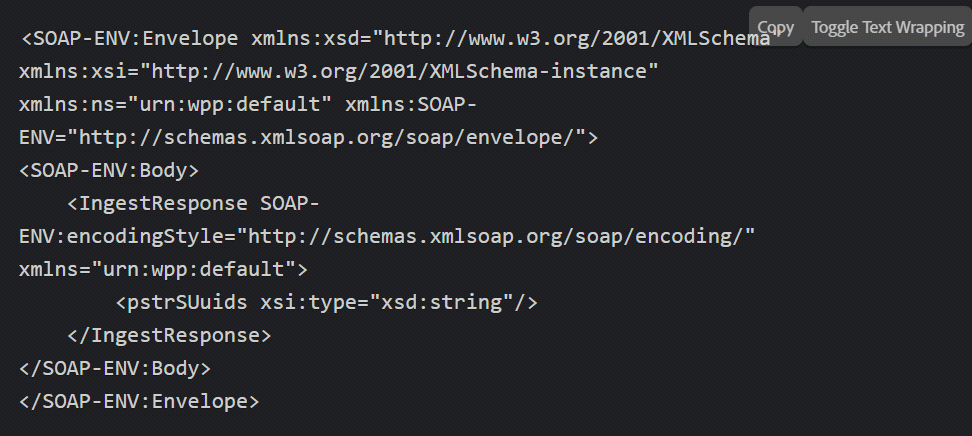 Copy Toggle Text Wrapping
<SOAP-ENV:Envelope xmlns:xsd="http://www.w3.org/2001/XMLSchema"
xmlns:xsi="http://www.w3.org/2001/XMLSchema-instance"
xmlns:ns="urn:wpp:default" xmlns:SOAP-
ENV="http://schemas.xmlsoap.org/soap/envelope/">
<SOAP-ENV:Body>
    <IngestResponse SOAP-
ENV:encodingStyle="http://schemas.xmlsoap.org/soap/encoding/"
xmlns="urn:wpp:default">
        <pstrSUuids xsi:type="xsd:string"/>
    </IngestResponse>
</SOAP-ENV:Body>
</SOAP-ENV:Envelope>